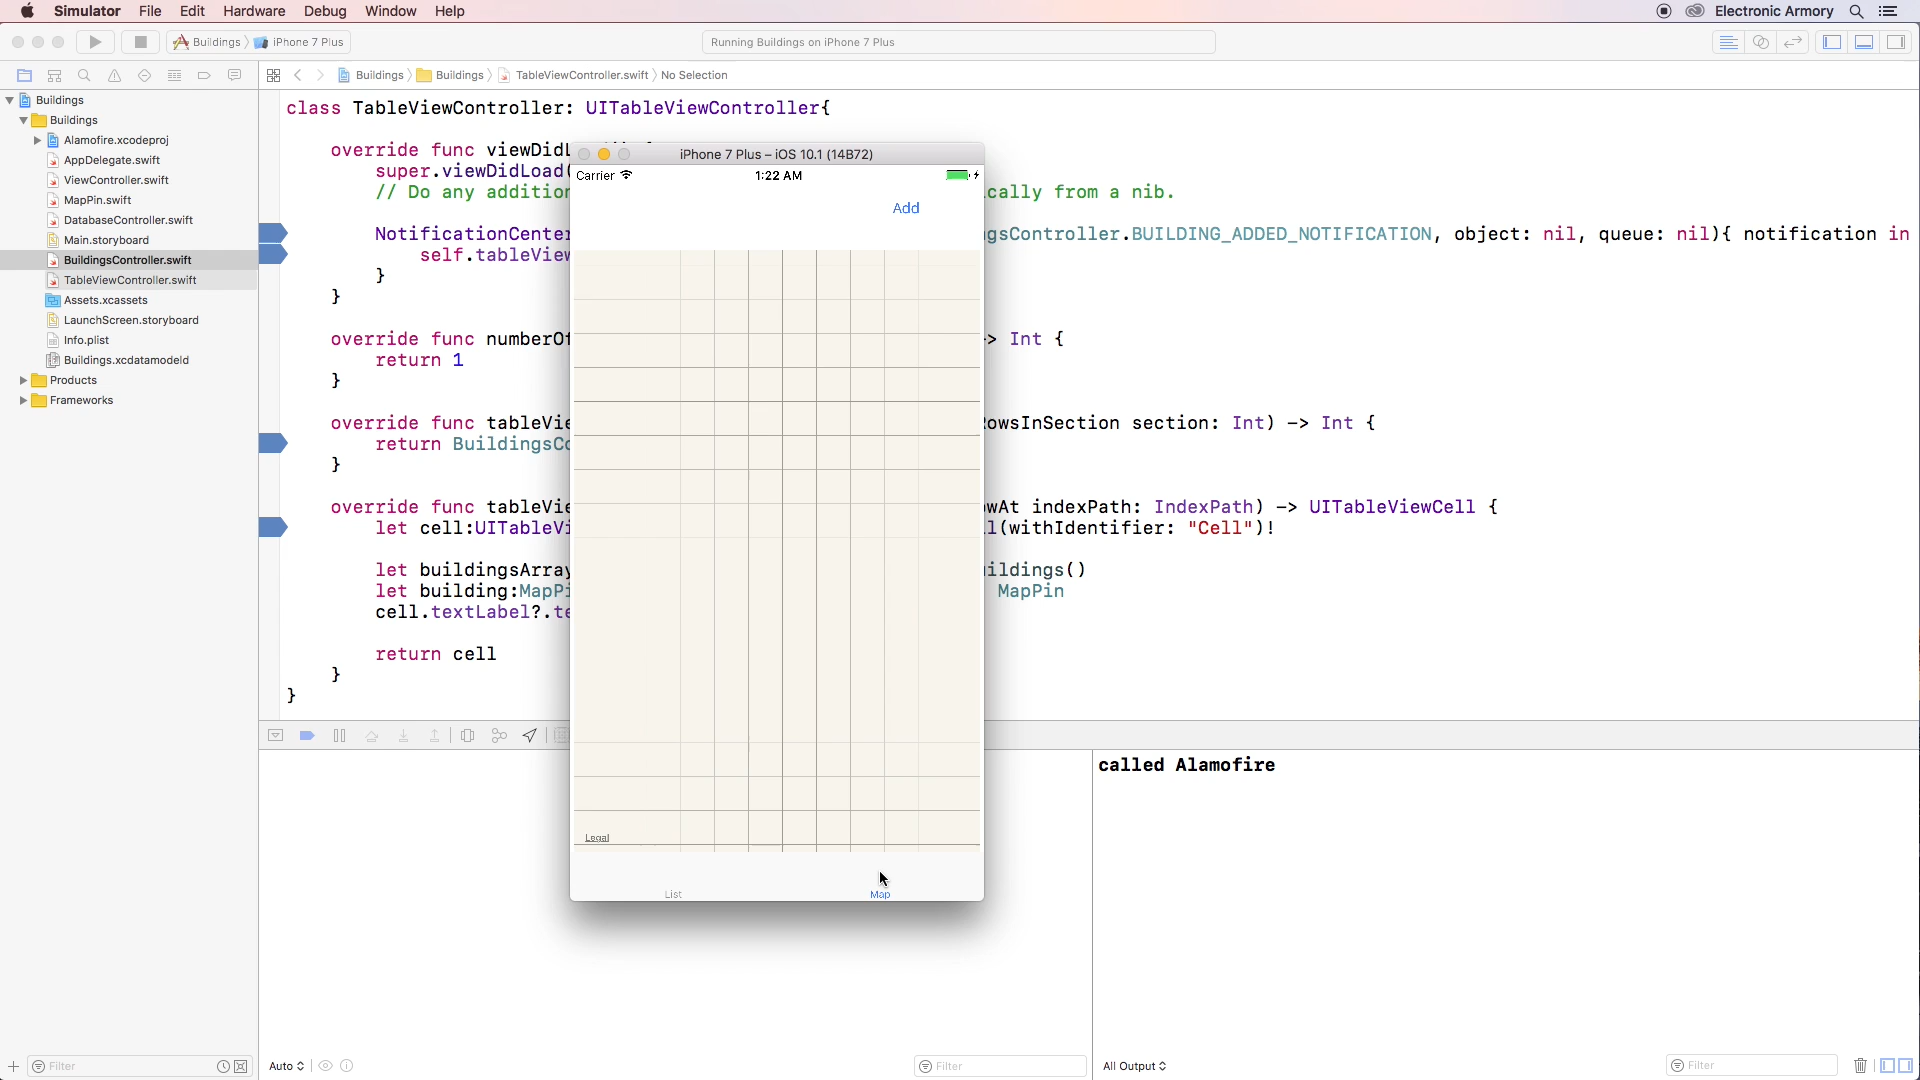 Simulator File Edit Hardware Debug Window Help
Electronic Armory
Buildings iPhone 7 Plus
Running Buildings on iPhone 7 Plus
Buildings Buildings TableViewController.swift No Selection
Buildings
Buildings
Alamofire.xcodeproj
AppDelegate.swift
ViewController.swift
MapPin.swift
DatabaseController.swift
Main.storyboard
BuildingsController.swift
TableViewController.swift
Assets.xcassets
LaunchScreen.storyboard
Info.plist
Buildings.xcdatamodeld
Products
Frameworks
Filter
class TableViewController: UITableViewController{
override func viewDidL
super.viewDidLoad(
// Do any addition cally from a nib.
NotificationCenter gsController.BUILDING_ADDED_NOTIFICATION, object: nil, queue: nil){ notification in
self.tableView
}
}
override func numberOf -> Int {
return 1
}
override func tableVie owsInSection section: Int) -> Int {
return BuildingsCo
}
override func tableVie wAt indexPath: IndexPath) -> UITableViewCell {
let cell:UITableVi ll(withIdentifier: "Cell")!
let buildingsArray ildings()
let building:MapPi MapPin
cell.textLabel?.te
return cell
}
}
iPhone 7 Plus – iOS 10.1 (14B72)
Carrier 1:22 AM
Add
Legal
List Map
called Alamofire
Auto
Filter
All Output
Filter